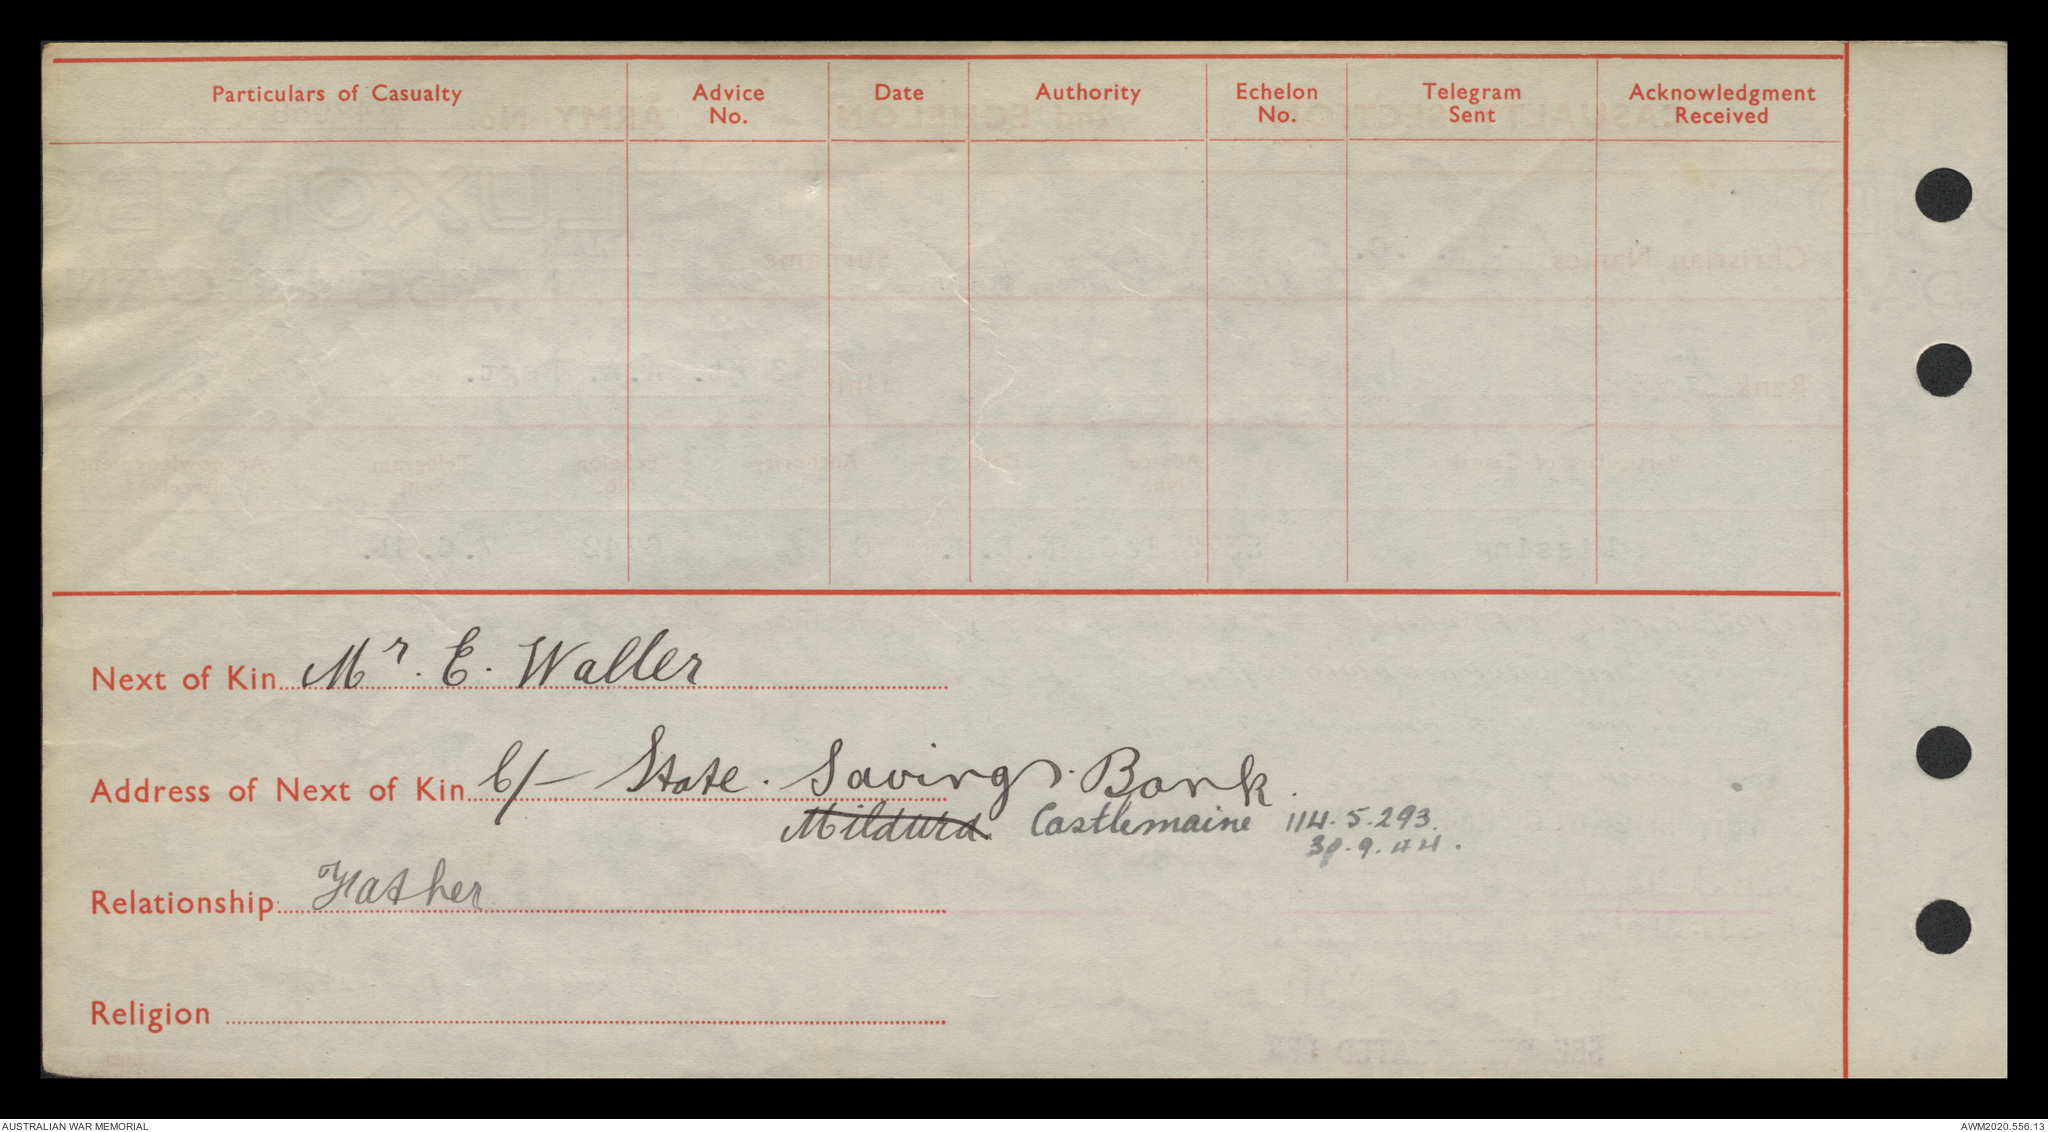 Particulars of Casualty Advice No. Date Authority Echelon No. Telegram Sent Acknowledgment Received
Next of Kin Mr. E. Waller
Address of Next of Kin C/- State Savings Bank.
Mildura Castlemaine 114.5.293.
.9.44.
Relationship Father
Religion
AUSTRALIAN WAR MEMORIAL AWM2020.556.13